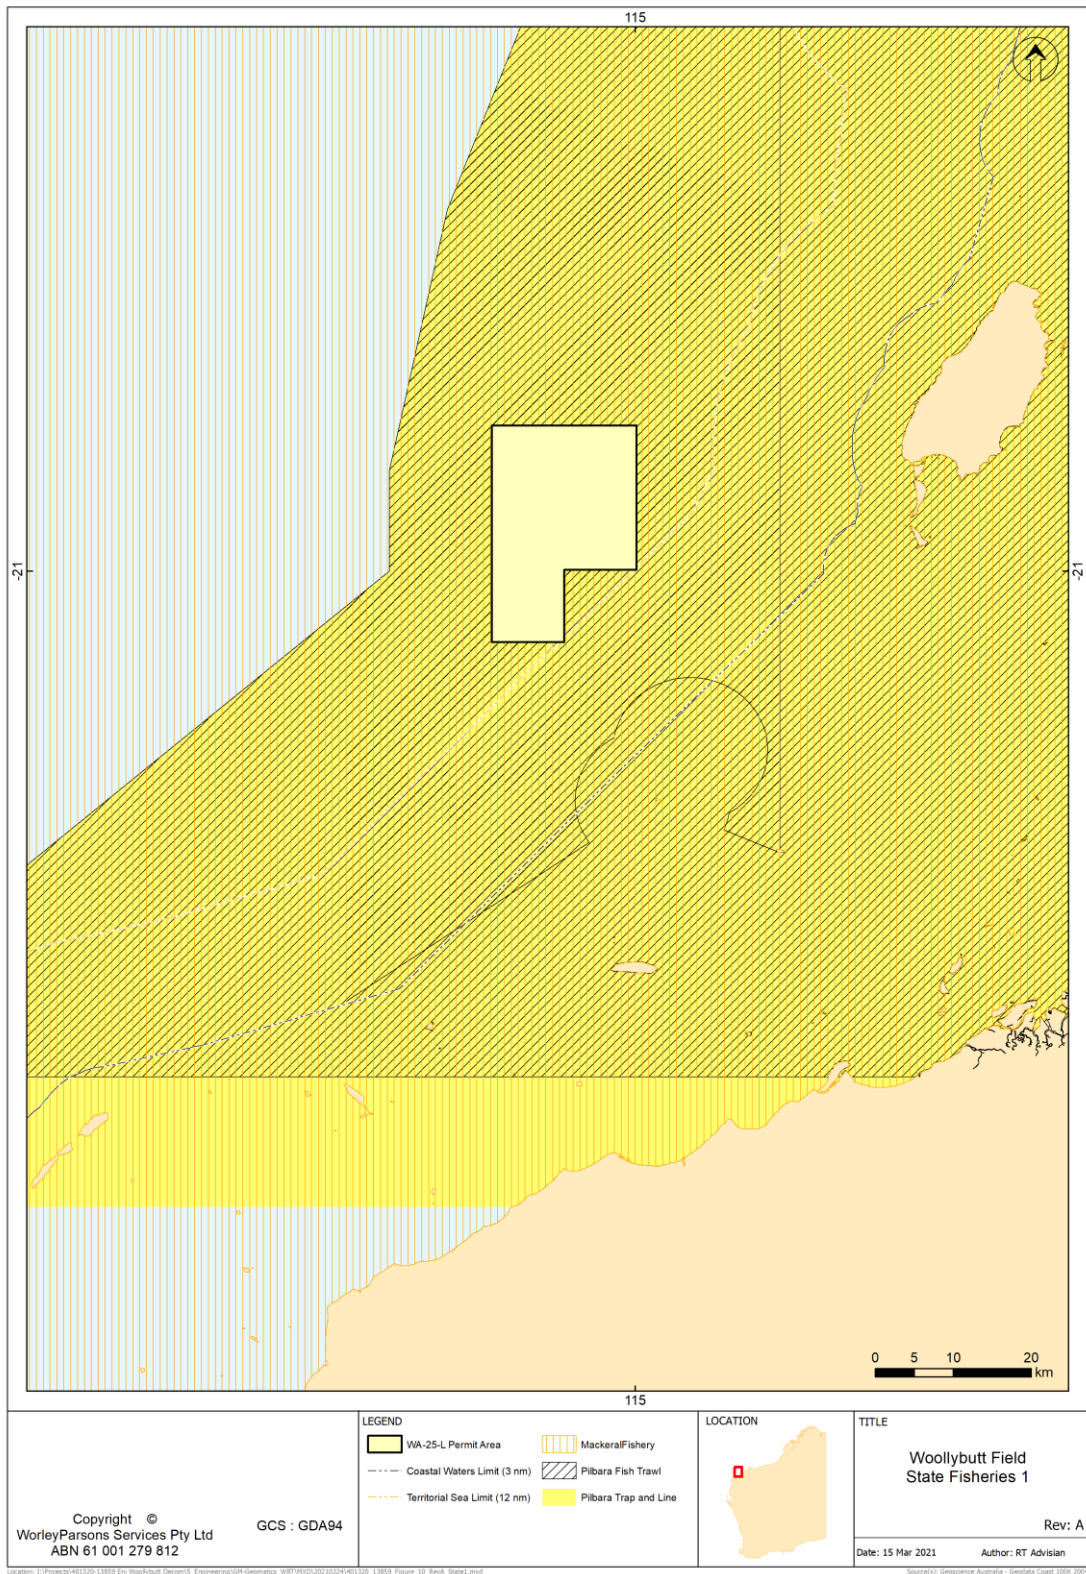 115
-21
-21
0 5 10 20
km
115
LEGEND
WA-25-L Permit Area
Coastal Waters Limit (3 nm)
Territorial Sea Limit (12 nm)
MackeralFishery
Pilbara Fish Trawl
Pilbara Trap and Line
LOCATION
TITLE
Woollybutt Field
State Fisheries 1
Rev: A
Date: 15 Mar 2021
Author: RT Advisian
Copyright ©
WorleyParsons Services Pty Ltd
ABN 61 001 279 812
GCS : GDA94